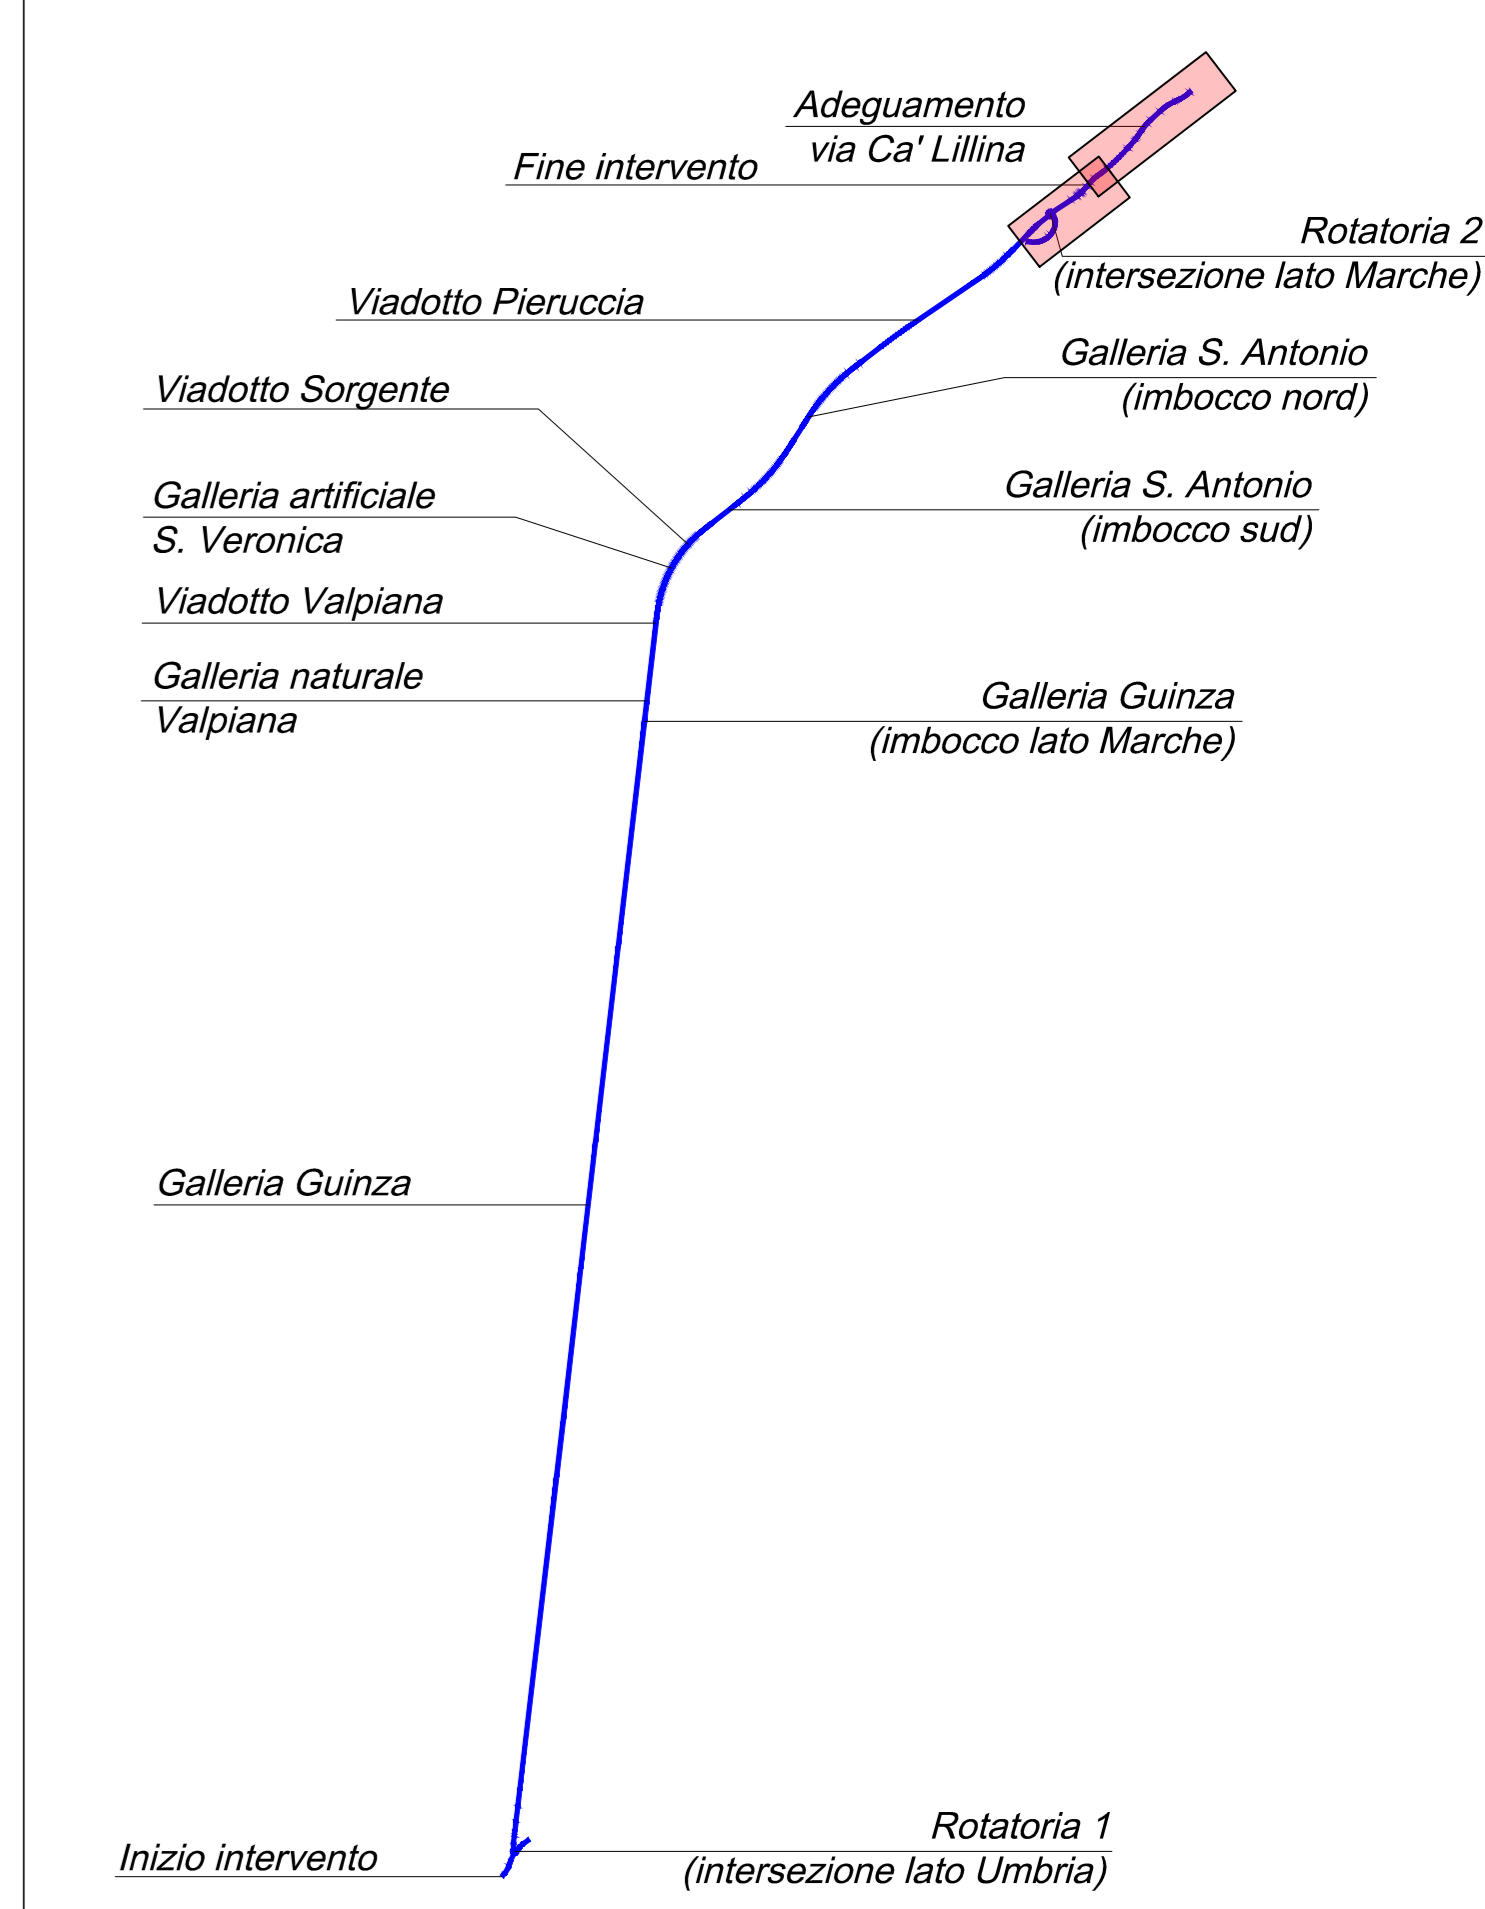 Adeguamento
via Ca' Lillina
Fine intervento
Rotatoria 2
(intersezione lato Marche)
Viadotto Pieruccia
Galleria S. Antonio
(imbocco nord)
Viadotto Sorgente
Galleria S. Antonio
(imbocco sud)
Galleria artificiale
S. Veronica
Viadotto Valpiana
Galleria naturale
Valpiana
Galleria Guinza
(imbocco lato Marche)
Galleria Guinza
Rotatoria 1
(intersezione lato Umbria)
Inizio intervento